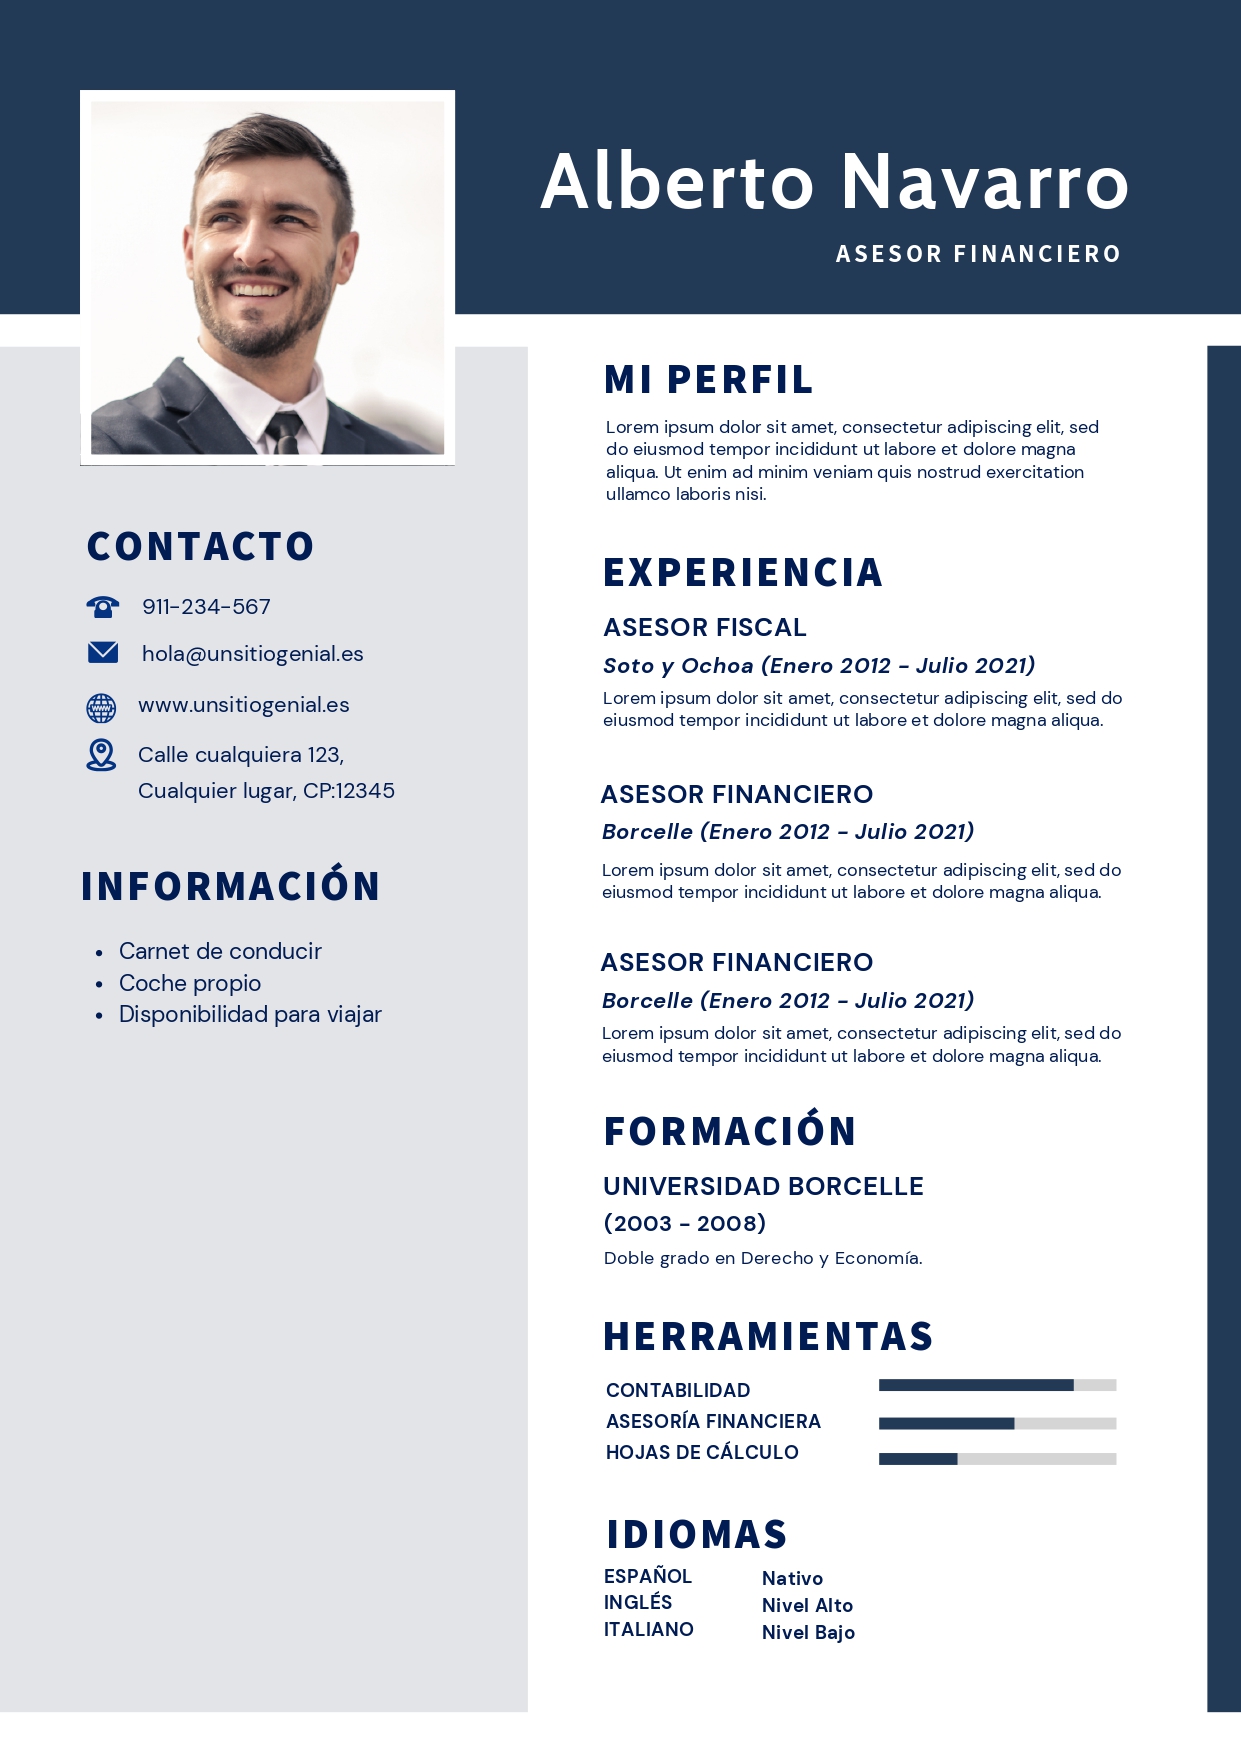 Alberto Navarro
ASESOR FINANCIERO
CONTACTO
911-234-567
hola@unsitiogenial.es
www.unsitiogenial.es
Calle cualquiera 123,
Cualquier lugar, CP:12345
INFORMACIÓN
• Carnet de conducir
• Coche propio
• Disponibilidad para viajar
MI PERFIL
Lorem ipsum dolor sit amet, consectetur adipiscing elit, sed
do eiusmod tempor incididunt ut labore et dolore magna
aliqua. Ut enim ad minim veniam quis nostrud exercitation
ullamco laboris nisi.
EXPERIENCIA
ASESOR FISCAL
Soto y Ochoa (Enero 2012 - Julio 2021)
Lorem ipsum dolor sit amet, consectetur adipiscing elit, sed do
eiusmod tempor incididunt ut labore et dolore magna aliqua.
ASESOR FINANCIERO
Borcelle (Enero 2012 - Julio 2021)
Lorem ipsum dolor sit amet, consectetur adipiscing elit, sed do
eiusmod tempor incididunt ut labore et dolore magna aliqua.
ASESOR FINANCIERO
Borcelle (Enero 2012 - Julio 2021)
Lorem ipsum dolor sit amet, consectetur adipiscing elit, sed do
eiusmod tempor incididunt ut labore et dolore magna aliqua.
FORMACIÓN
UNIVERSIDAD BORCELLE
(2003 - 2008)
Doble grado en Derecho y Economía.
HERRAMIENTAS
CONTABILIDAD
ASESORÍA FINANCIERA
HOJAS DE CÁLCULO
IDIOMAS
ESPAÑOL Nativo
INGLÉS Nivel Alto
ITALIANO Nivel Bajo